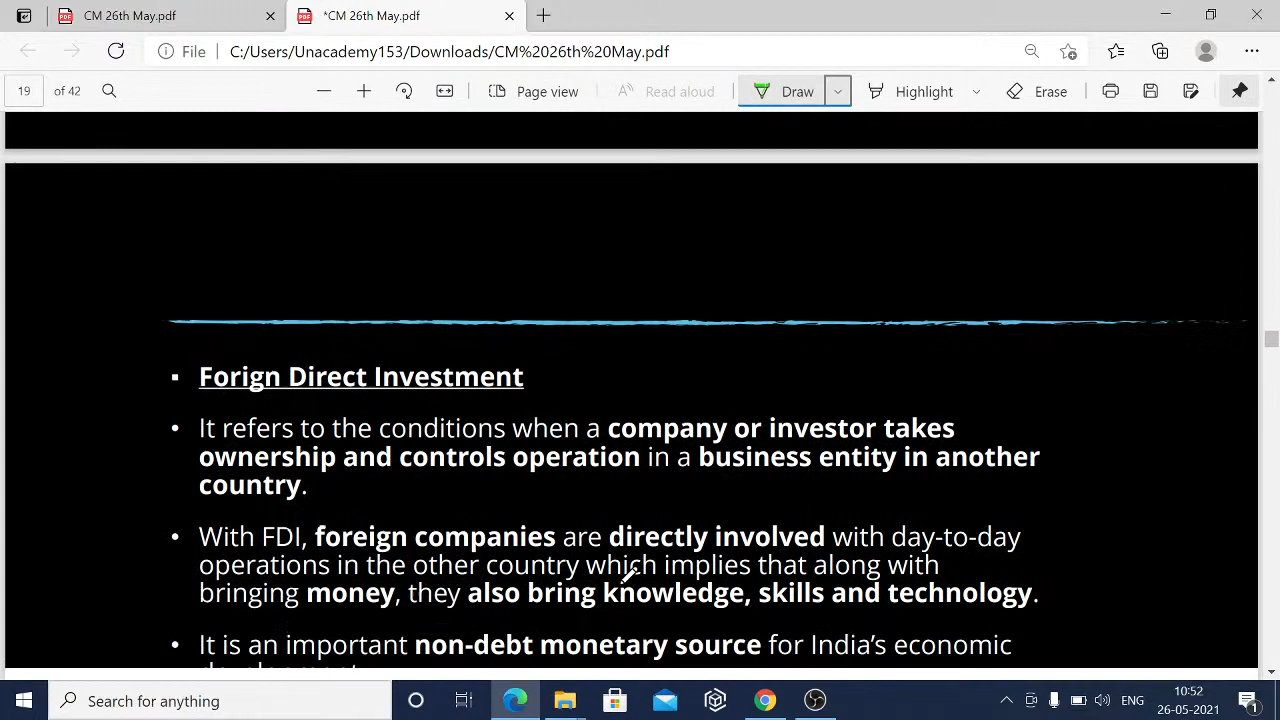 CM 26th May.pdf
*CM 26th May.pdf
File C:/Users/Unacademy153/Downloads/CM%2026th%20May.pdf
19 of 42 Page view Read aloud Draw Highlight Erase
Forign Direct Investment
It refers to the conditions when a company or investor takes
ownership and controls operation in a business entity in another
country.
With FDI, foreign companies are directly involved with day-to-day
operations in the other country which implies that along with
bringing money, they also bring knowledge, skills and technology.
It is an important non-debt monetary source for India's economic
Search for anything
ENG
10:52
26-05-2021
1